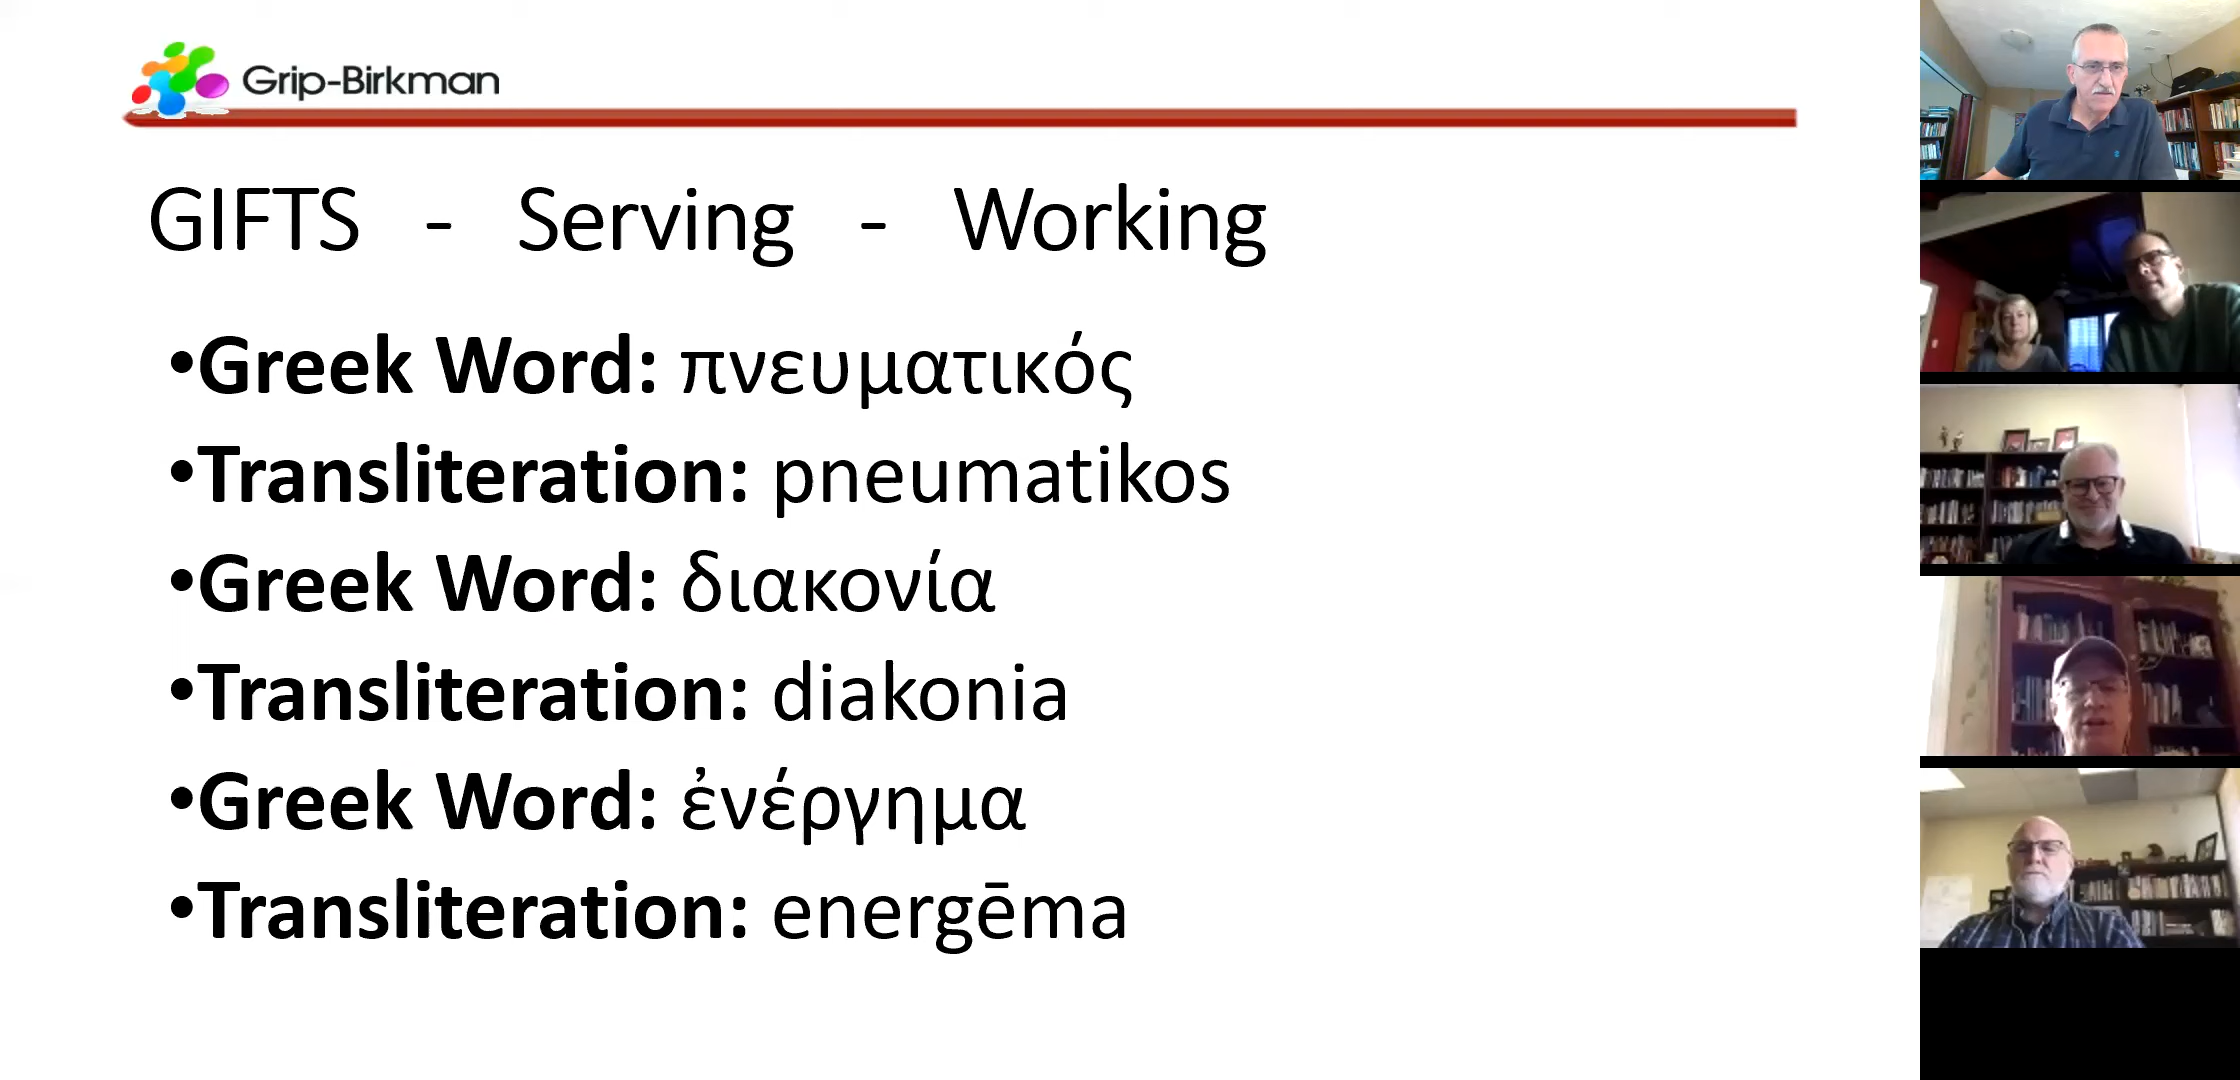 Grip-Birkman
GIFTS - Serving - Working
•Greek Word: πνευματικός
•Transliteration: pneumatikos
•Greek Word: διακονία
•Transliteration: diakonia
•Greek Word: ἐνέργημα
•Transliteration: energēma